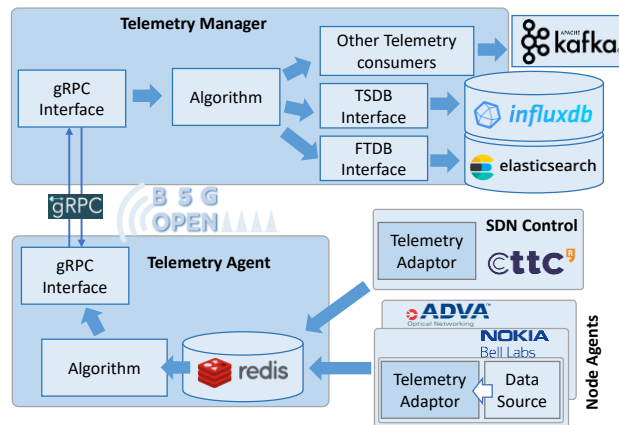 Telemetry Manager
gRPC
Interface
Algorithm
Other Telemetry
consumers
TSDB
Interface
FTDB
Interface
APACHE
kafka
influxdb
elasticsearch
gRPC
B 5 G
OPEN
gRPC
Interface
Telemetry Agent
Algorithm
redis
Telemetry
Adaptor
SDN Control
cttc
R
ADVA™
Optical Networking
NOKIA
Bell Labs
Telemetry
Adaptor
Data
Source
Node Agents